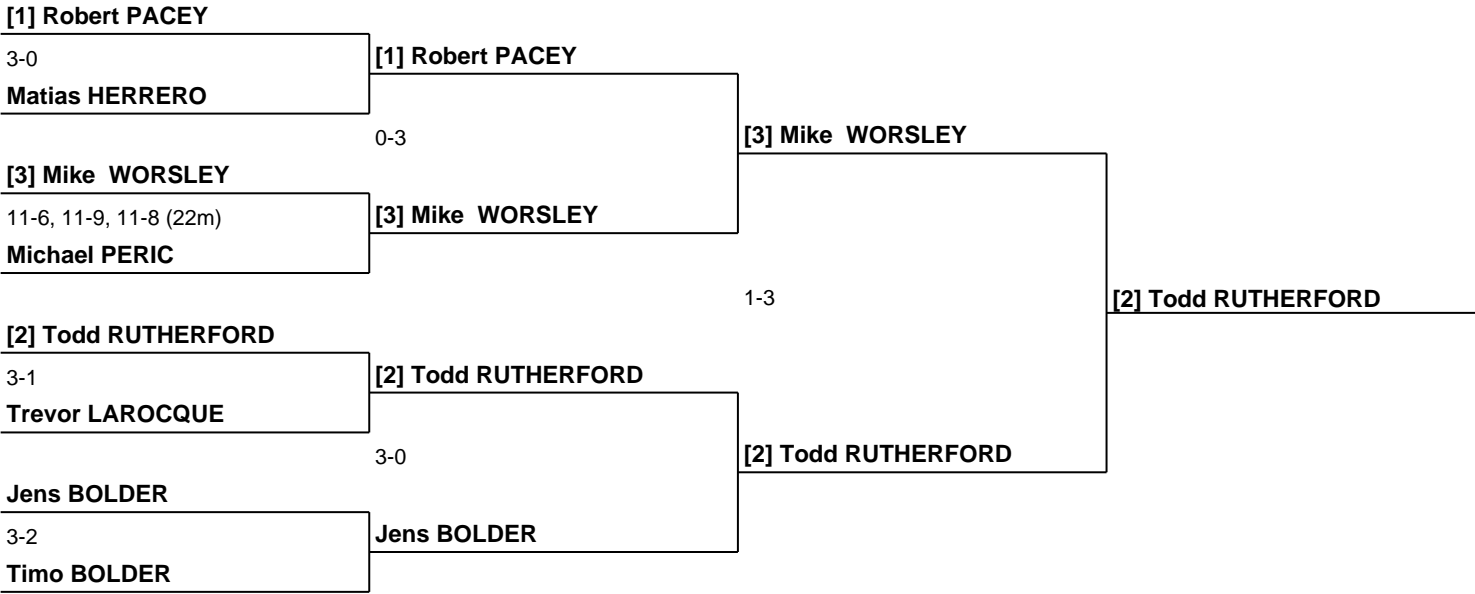 [1] Robert PACEY
3-0
[1] Robert PACEY
Matias HERRERO
0-3
[3] Mike  WORSLEY
[3] Mike  WORSLEY
11-6, 11-9, 11-8 (22m)
[3] Mike  WORSLEY
Michael PERIC
1-3
[2] Todd RUTHERFORD
[2] Todd RUTHERFORD
3-1
[2] Todd RUTHERFORD
Trevor LAROCQUE
3-0
[2] Todd RUTHERFORD
Jens BOLDER
3-2
Jens BOLDER
Timo BOLDER